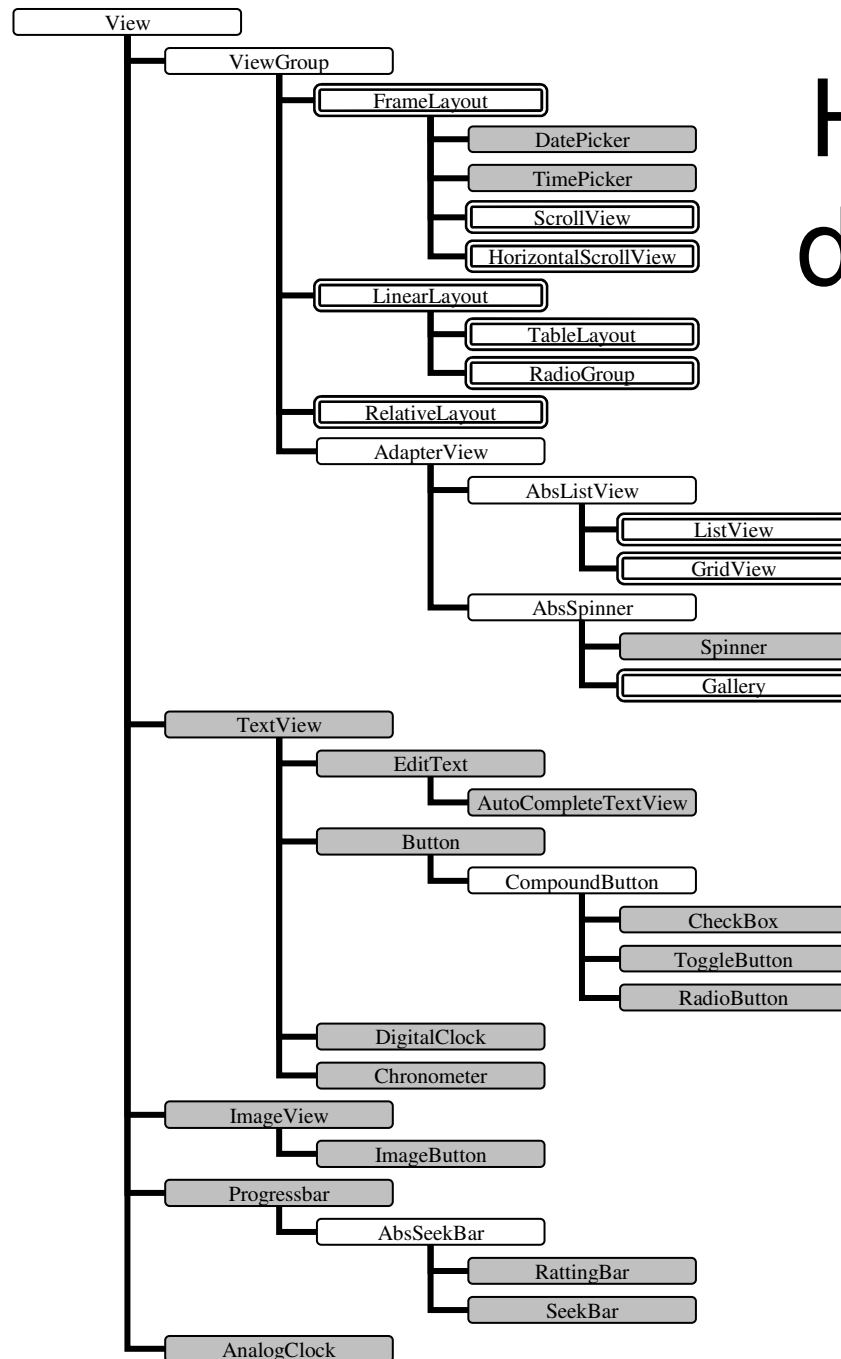 View
ViewGroup
FrameLayout
DatePicker
TimePicker
ScrollView
HorizontalScrollView
LinearLayout
TableLayout
RadioGroup
RelativeLayout
AdapterView
AbsListView
ListView
GridView
AbsSpinner
Spinner
Gallery
TextView
EditText
AutoCompleteTextView
Button
CompoundButton
CheckBox
ToggleButton
RadioButton
DigitalClock
Chronometer
ImageView
ImageButton
Progressbar
AbsSeekBar
RattingBar
SeekBar
AnalogClock